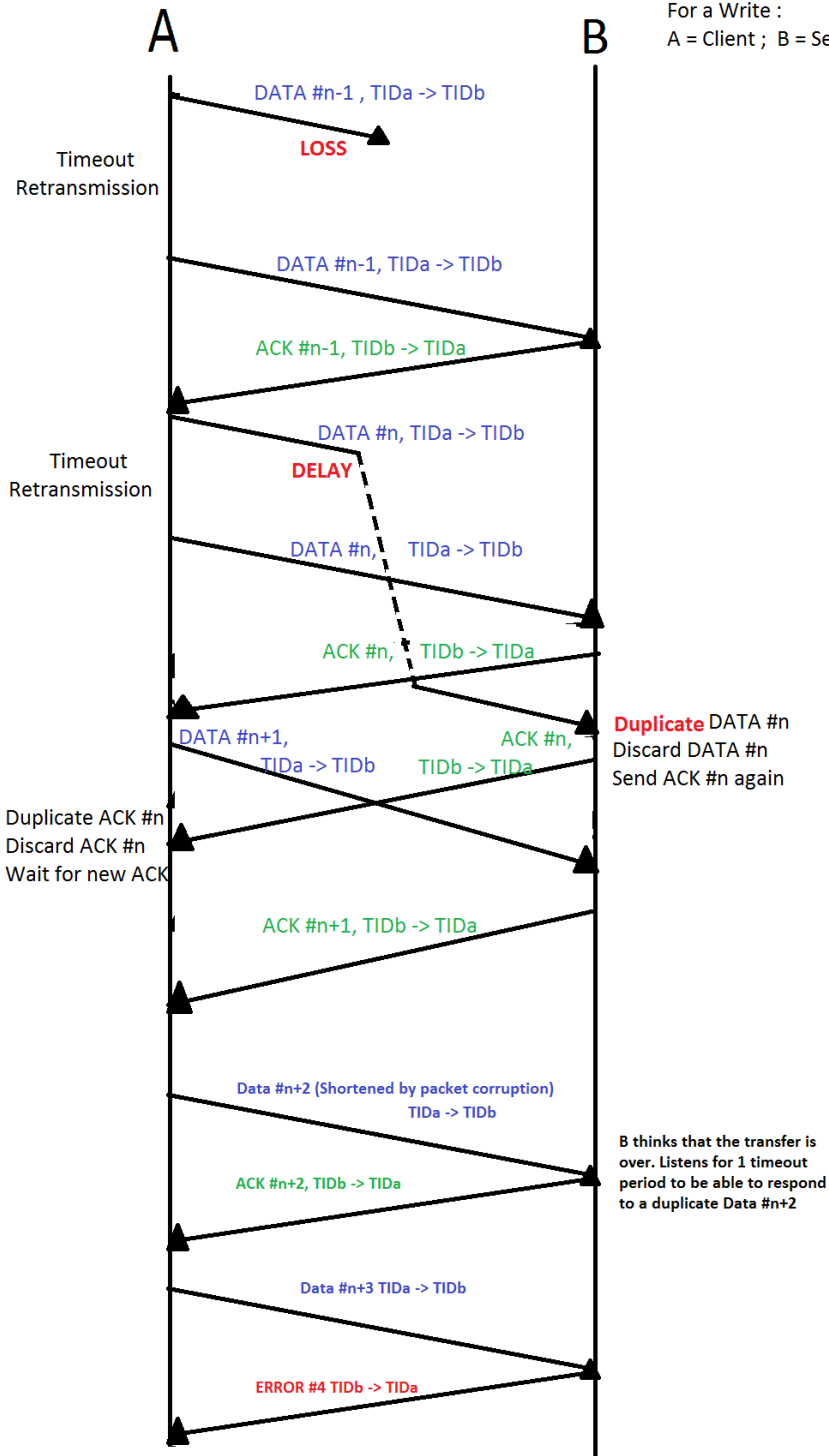 For a Write :
A = Client ; B = Se
A
B
DATA #n-1 , TIDa -> TIDb
LOSS
Timeout
Retransmission
DATA #n-1, TIDa -> TIDb
ACK #n-1, TIDb -> TIDa
DATA #n, TIDa -> TIDb
DELAY
Timeout
Retransmission
DATA #n, TIDa -> TIDb
ACK #n, TIDb -> TIDa
Duplicate DATA #n
Discard DATA #n
Send ACK #n again
DATA #n+1,
TIDa -> TIDb
ACK #n,
TIDb -> TIDa
Duplicate ACK #n
Discard ACK #n
Wait for new ACK
ACK #n+1, TIDb -> TIDa
Data #n+2 (Shortened by packet corruption)
TIDa -> TIDb
B thinks that the transfer is
over. Listens for 1 timeout
period to be able to respond
to a duplicate Data #n+2
ACK #n+2, TIDb -> TIDa
Data #n+3 TIDa -> TIDb
ERROR #4 TIDb -> TIDa